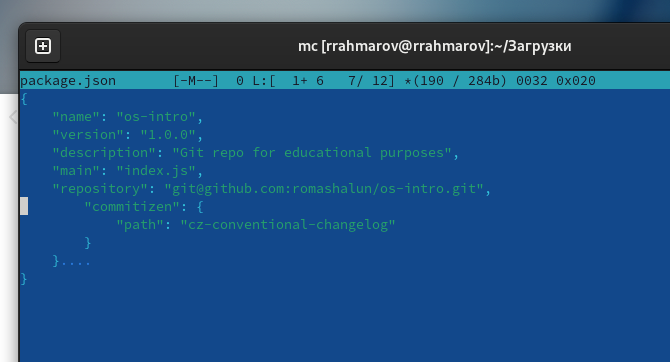 mc [rrahmarov@rrahmarov]:~/Загрузки
package.json       [-M--]  0 L:[  1+ 6   7/ 12] *(190 / 284b) 0032 0x020
{
    "name": "os-intro",
    "version": "1.0.0",
    "description": "Git repo for educational purposes",
    "main": "index.js",
    "repository": "git@github.com:romashalun/os-intro.git",
        "commitizen": {
            "path": "cz-conventional-changelog"
        }
    }....
}